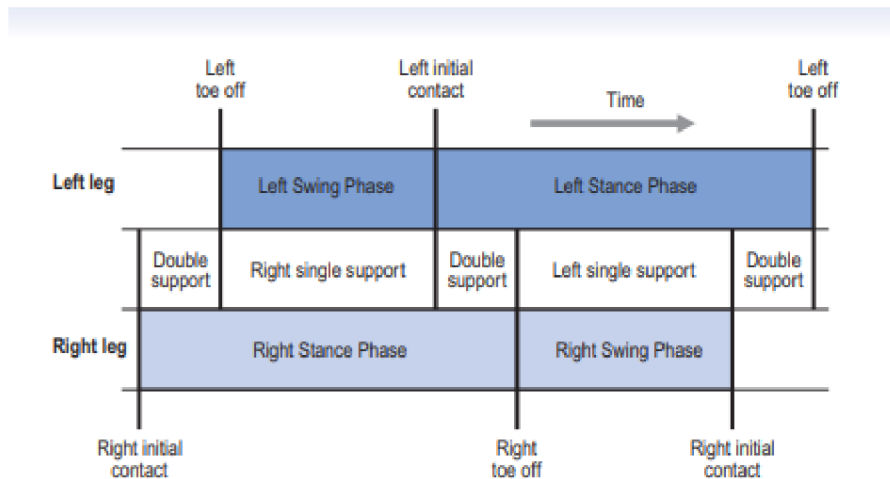 Left
toe off
Left initial
contact
Left
toe off
Time
Left leg
Left Swing Phase
Left Stance Phase
Double
support
Right single support
Double
support
Left single support
Double
support
Right leg
Right Stance Phase
Right Swing Phase
Right initial
contact
Right
toe off
Right initial
contact